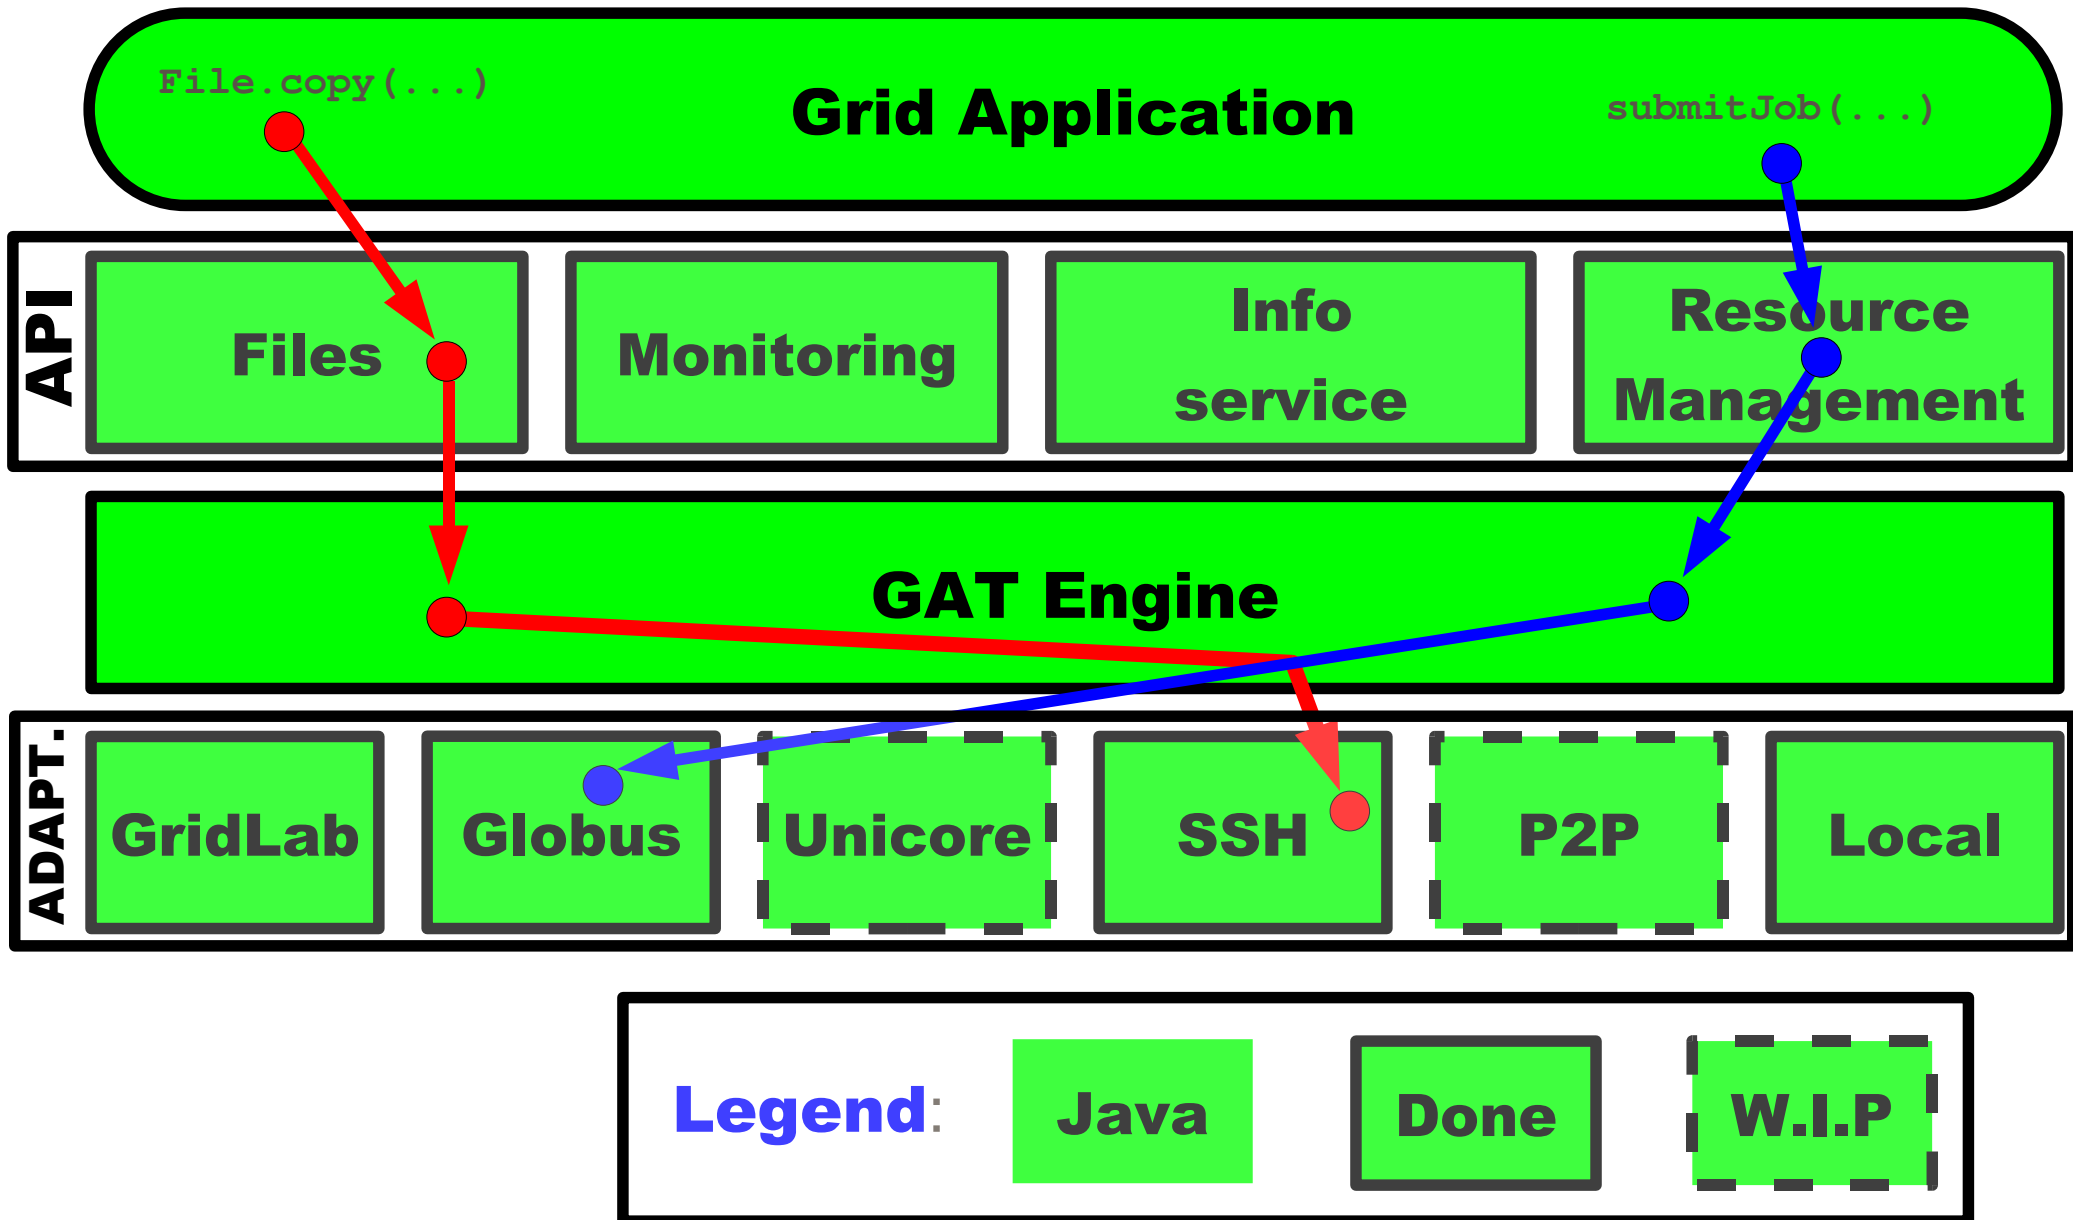 File.copy(...)
Grid Application
submitJob(...)
API
Files
Monitoring
Info
service
Resource
Management
GAT Engine
ADAPT.
GridLab
Globus
Unicore
SSH
P2P
Local
Legend:
Java
Done
W.I.P